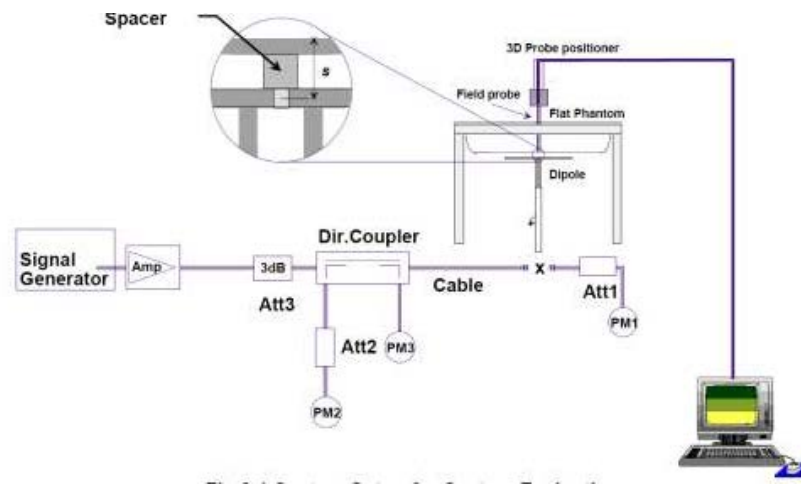 Spacer
s
3D Probe positioner
Field probe
Flat Phantom
Dipole
Signal
Generator
Amp
3dB
Att3
Dir.Coupler
Cable
x
Att1
PM1
Att2
PM3
PM2